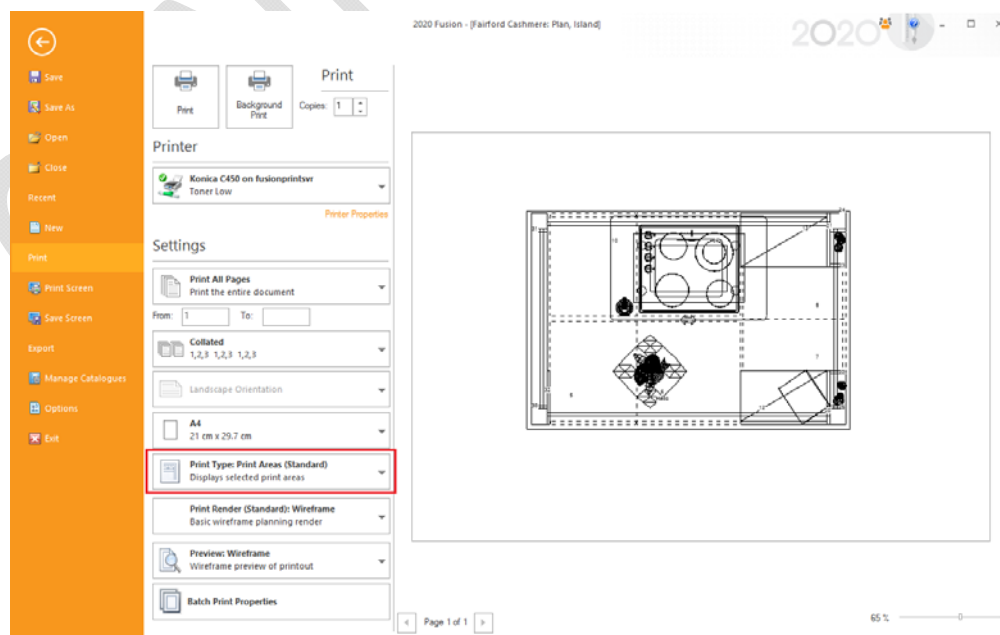 2020 Fusion - [Fairford Cashmere: Plan, Island]
2020
Save
Save As
Open
Close
Recent
New
Print
Print Screen
Save Screen
Export
Manage Catalogues
Options
Exit
Print
Print
Background Print
Copies: 1
Printer
Konica C450 on fusionprintsvr
Toner Low
Printer Properties
Settings
Print All Pages
Print the entire document
From: 1 To:
Collated
1,2,3 1,2,3 1,2,3
Landscape Orientation
A4
21 cm x 29.7 cm
Print Type: Print Areas (Standard)
Displays selected print areas
Print Render (Standard): Wireframe
Basic wireframe planning render
Preview: Wireframe
Wireframe preview of printout
Batch Print Properties
Page 1 of 1
65 %